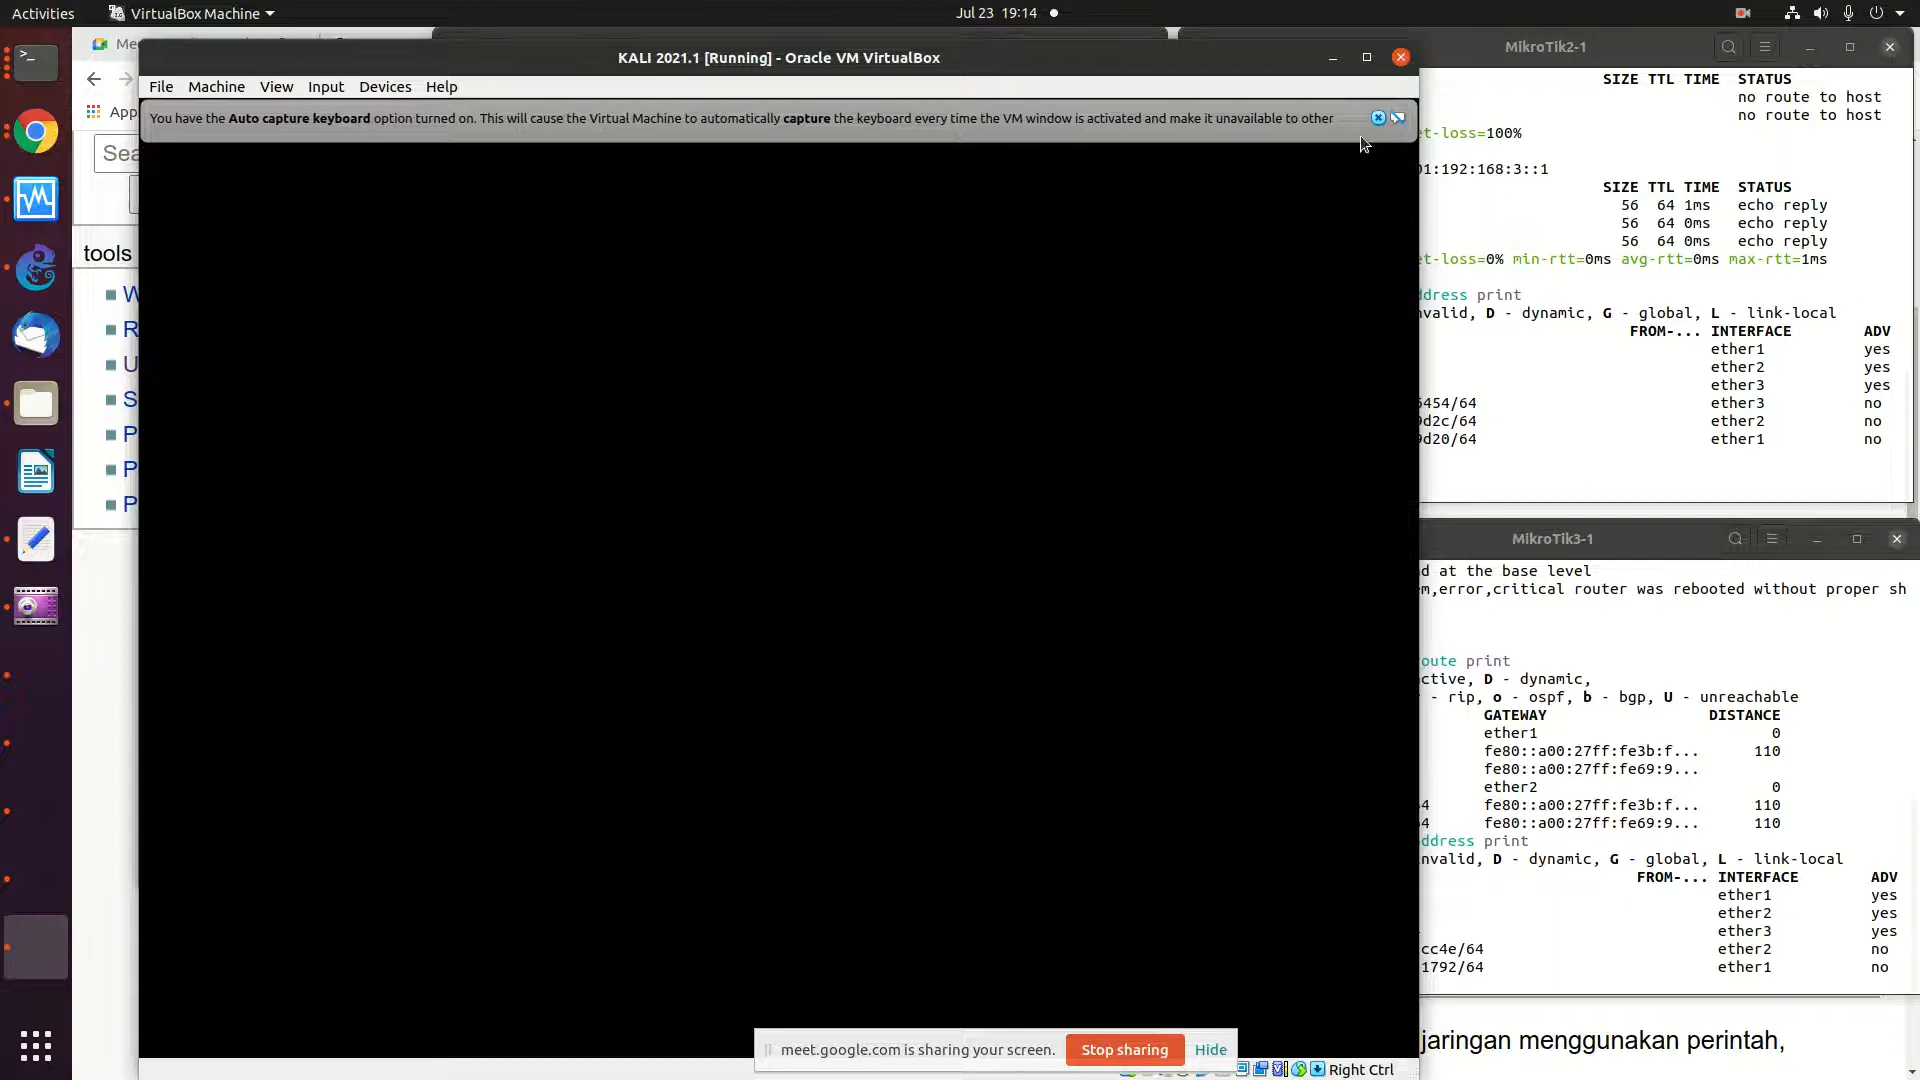 Activities
VirtualBox Machine
Jul 23 19:14
Me
KALI 2021.1 [Running] - Oracle VM VirtualBox
File Machine View Input Devices Help
You have the Auto capture keyboard option turned on. This will cause the Virtual Machine to automatically capture the keyboard every time the VM window is activated and make it unavailable to other
App
Sea
tools
W
R
U
S
P
P
P
MikroTik2-1
SIZE TTL TIME STATUS
no route to host
no route to host
et-loss=100%
01:192:168:3::1
SIZE TTL TIME STATUS
56 64 1ms echo reply
56 64 0ms echo reply
56 64 0ms echo reply
et-loss=0% min-rtt=0ms avg-rtt=0ms max-rtt=1ms
ddress print
nvalid, D - dynamic, G - global, L - link-local
FROM-... INTERFACE ADV
ether1 yes
ether2 yes
ether3 yes
6454/64 ether3 no
9d2c/64 ether2 no
9d20/64 ether1 no
MikroTik3-1
d at the base level
m,error,critical router was rebooted without proper sh
oute print
ctive, D - dynamic,
- rip, o - ospf, b - bgp, U - unreachable
GATEWAY DISTANCE
ether1 0
fe80::a00:27ff:fe3b:f... 110
fe80::a00:27ff:fe69:9...
ether2 0
4 fe80::a00:27ff:fe3b:f... 110
4 fe80::a00:27ff:fe69:9... 110
ddress print
nvalid, D - dynamic, G - global, L - link-local
FROM-... INTERFACE ADV
ether1 yes
ether2 yes
ether3 yes
cc4e/64 ether2 no
1792/64 ether1 no
jaringan menggunakan perintah,
meet.google.com is sharing your screen. Stop sharing Hide
Right Ctrl